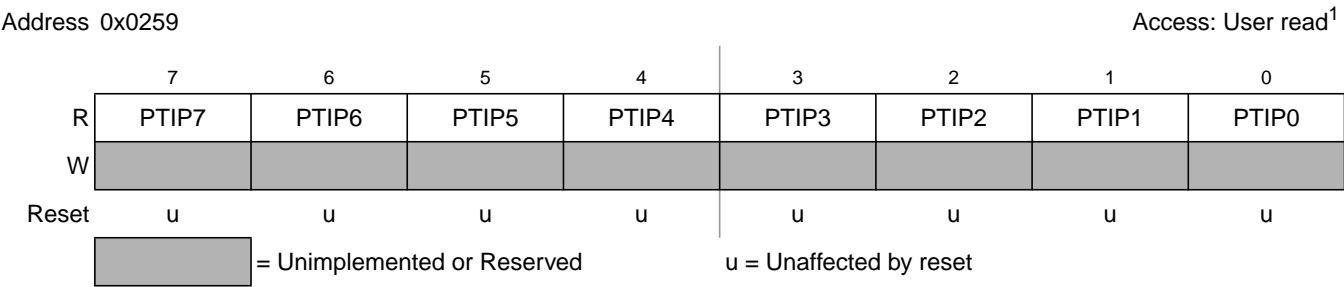 Address 0x0259 Access: User read1
7 6 5 4 3 2 1 0
R PTIP7 PTIP6 PTIP5 PTIP4 PTIP3 PTIP2 PTIP1 PTIP0
W
Reset u u u u u u u u
= Unimplemented or Reserved u = Unaffected by reset